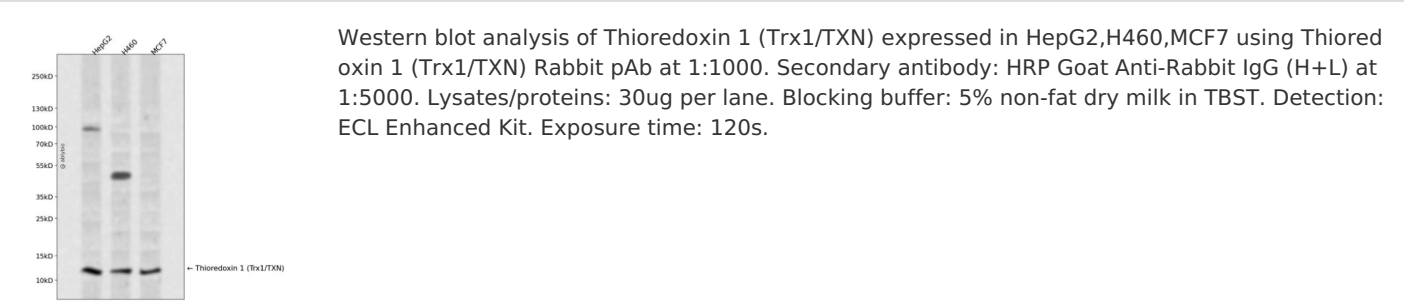 HepG2 H460 MCF7
250kD
130kD
100kD
70kD
55kD
35kD
25kD
15kD
10kD
← Thioredoxin 1 (Trx1/TXN)
Western blot analysis of Thioredoxin 1 (Trx1/TXN) expressed in HepG2,H460,MCF7 using Thiored
oxin 1 (Trx1/TXN) Rabbit pAb at 1:1000. Secondary antibody: HRP Goat Anti-Rabbit IgG (H+L) at
1:5000. Lysates/proteins: 30ug per lane. Blocking buffer: 5% non-fat dry milk in TBST. Detection:
ECL Enhanced Kit. Exposure time: 120s.